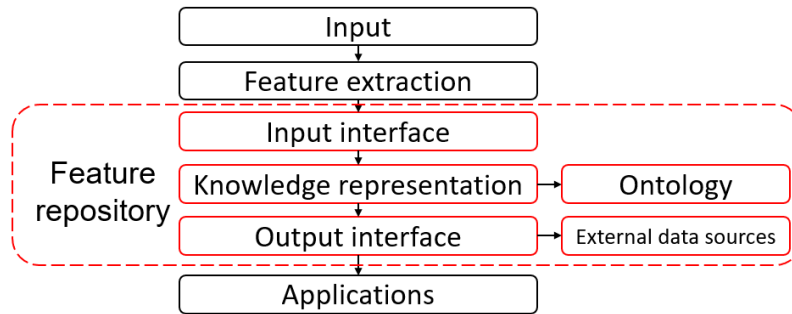 Input
Feature extraction
Input interface
Feature
repository
Knowledge representation
Ontology
Output interface
External data sources
Applications